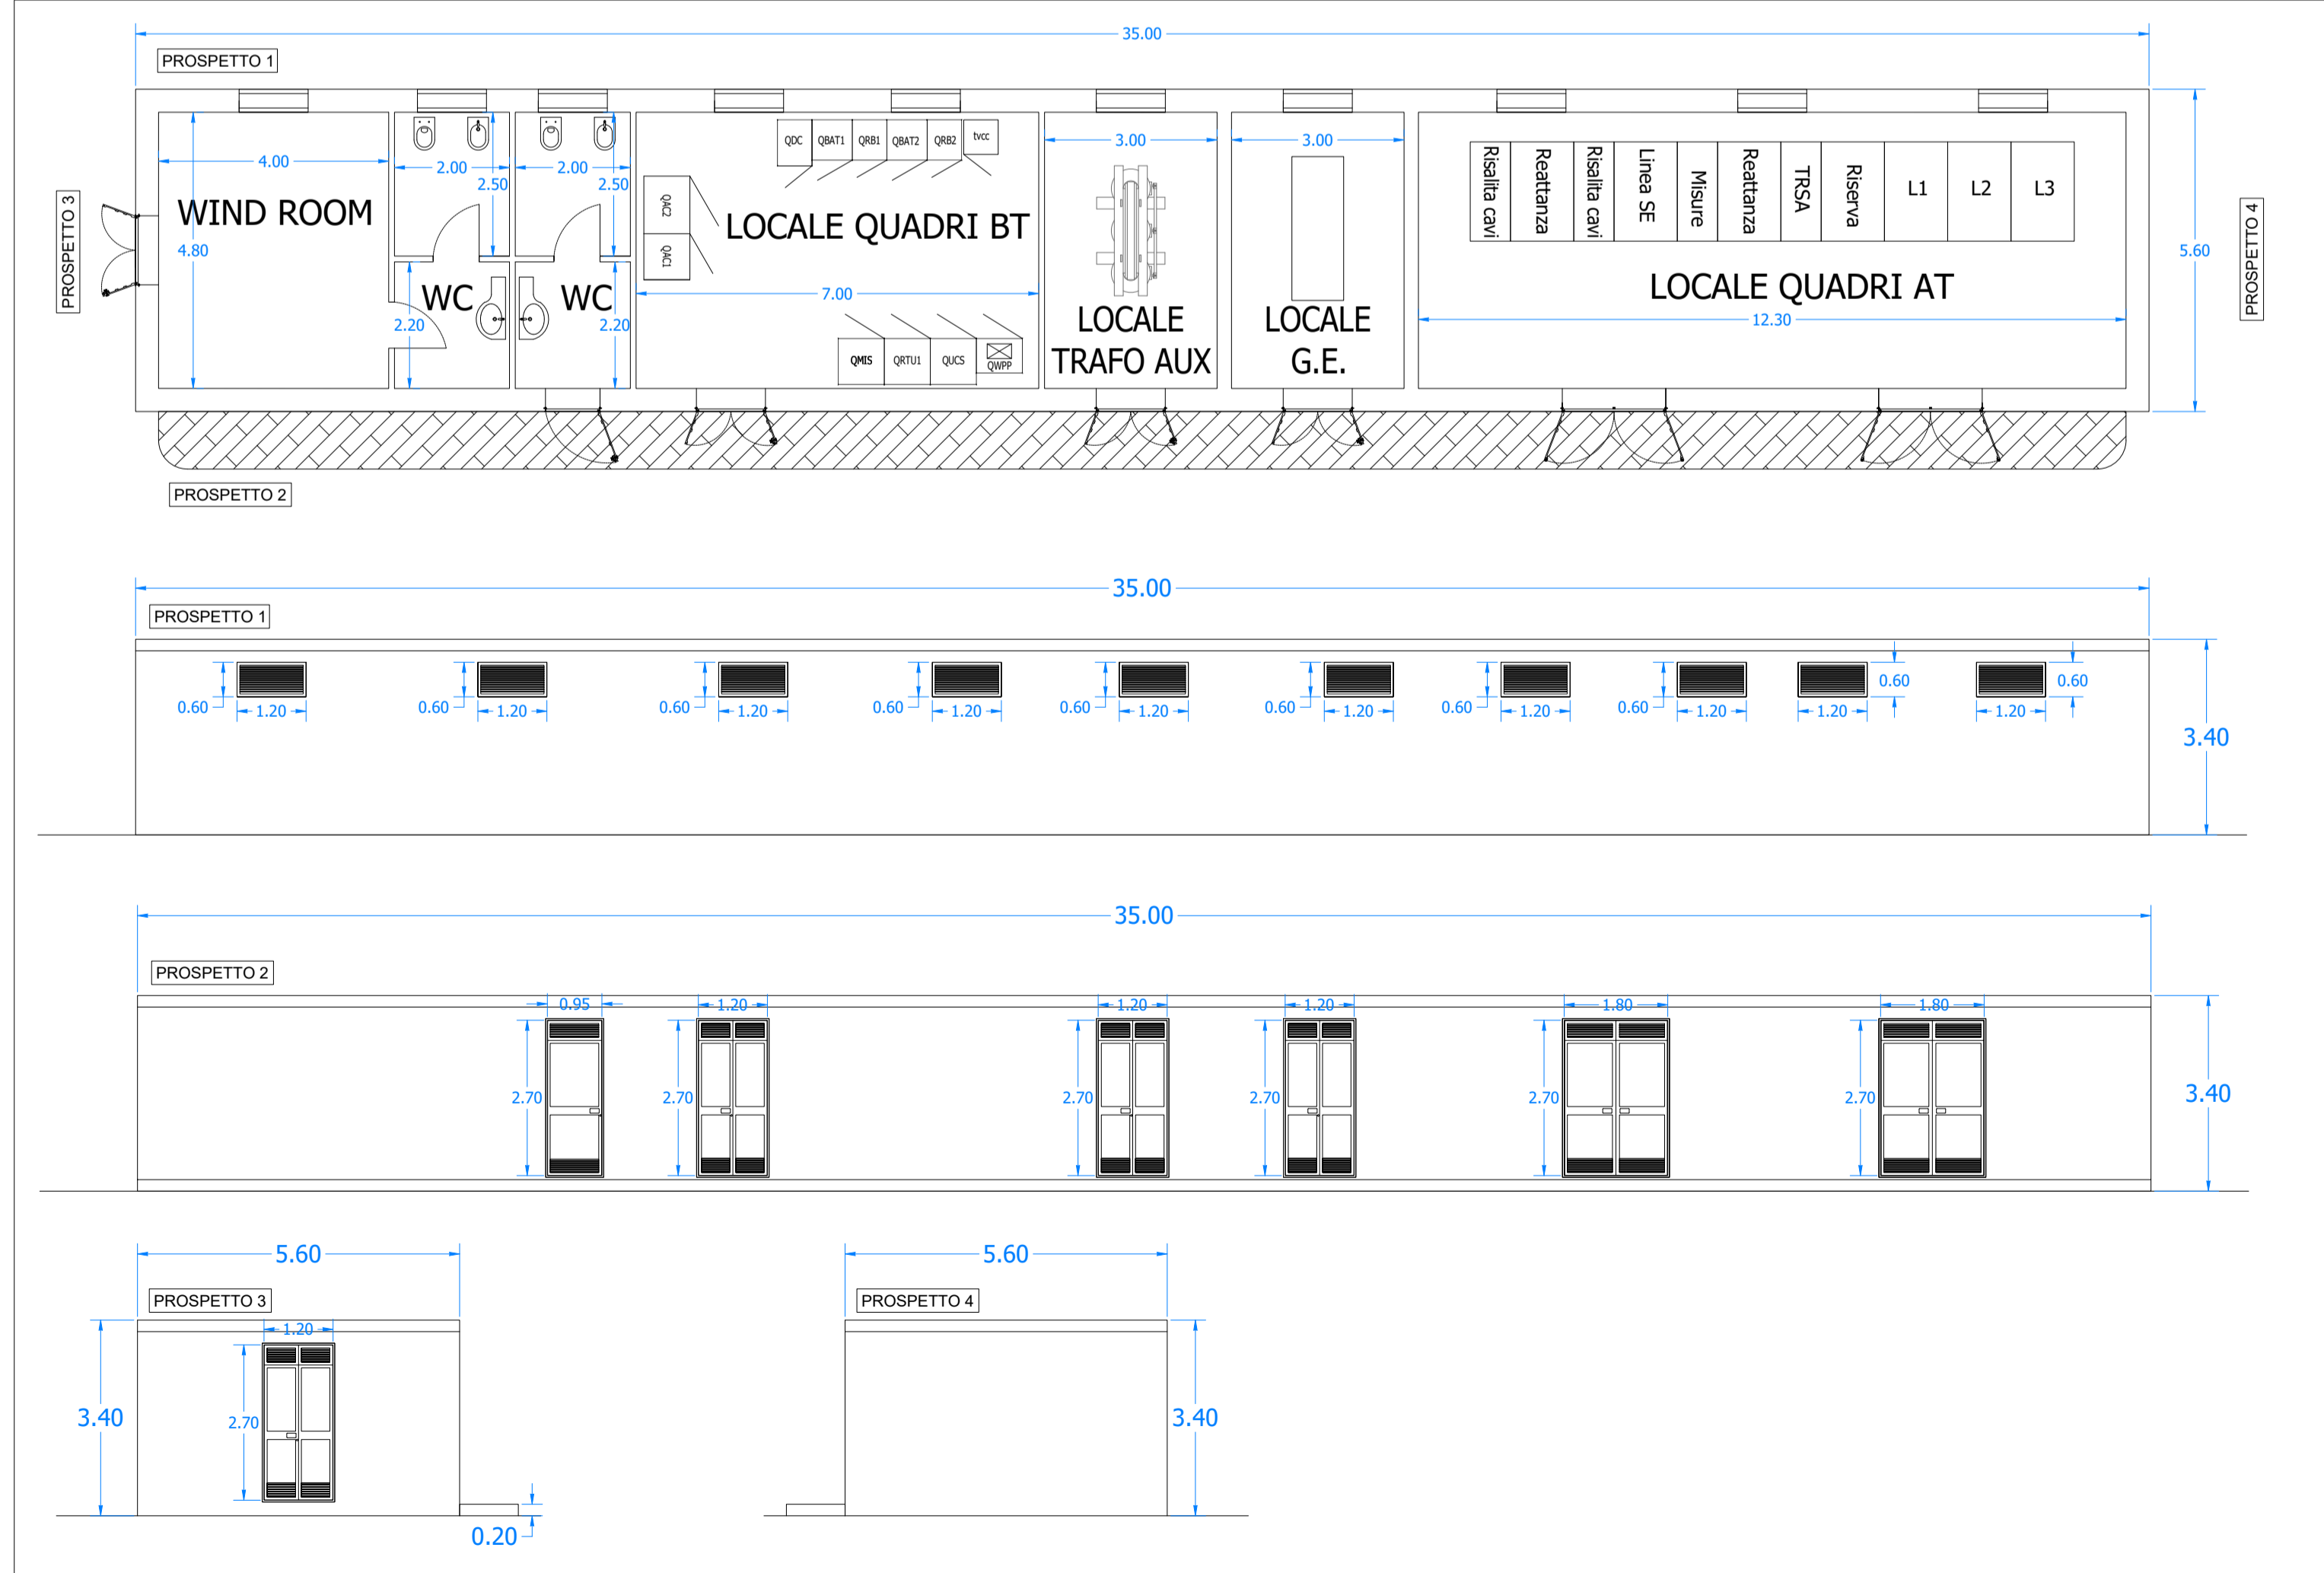 35.00
PROSPETTO 1
PROSPETTO 3
4.00
WIND ROOM
4.80
2.00
2.50
2.00
2.50
WC
2.20
WC
2.20
QDC
QBAT1
QRB1
QBAT2
QRB2
tvcc
QAC2
QAC1
LOCALE QUADRI BT
7.00
QMIS
QRTU1
QUCS
QWPP
3.00
LOCALE
TRAFO AUX
3.00
LOCALE
G.E.
Risalita cavi
Reattanza
Risalita cavi
Linea SE
Misure
Reattanza
TRSA
Riserva
L1
L2
L3
LOCALE QUADRI AT
12.30
5.60
PROSPETTO 4
PROSPETTO 2
35.00
PROSPETTO 1
0.60
1.20
0.60
1.20
0.60
1.20
0.60
1.20
0.60
1.20
0.60
1.20
0.60
1.20
0.60
1.20
1.20
0.60
1.20
0.60
3.40
35.00
PROSPETTO 2
0.95
1.20
1.20
1.20
1.80
1.80
2.70
2.70
2.70
2.70
2.70
2.70
3.40
5.60
PROSPETTO 3
1.20
3.40
2.70
0.20
5.60
PROSPETTO 4
3.40